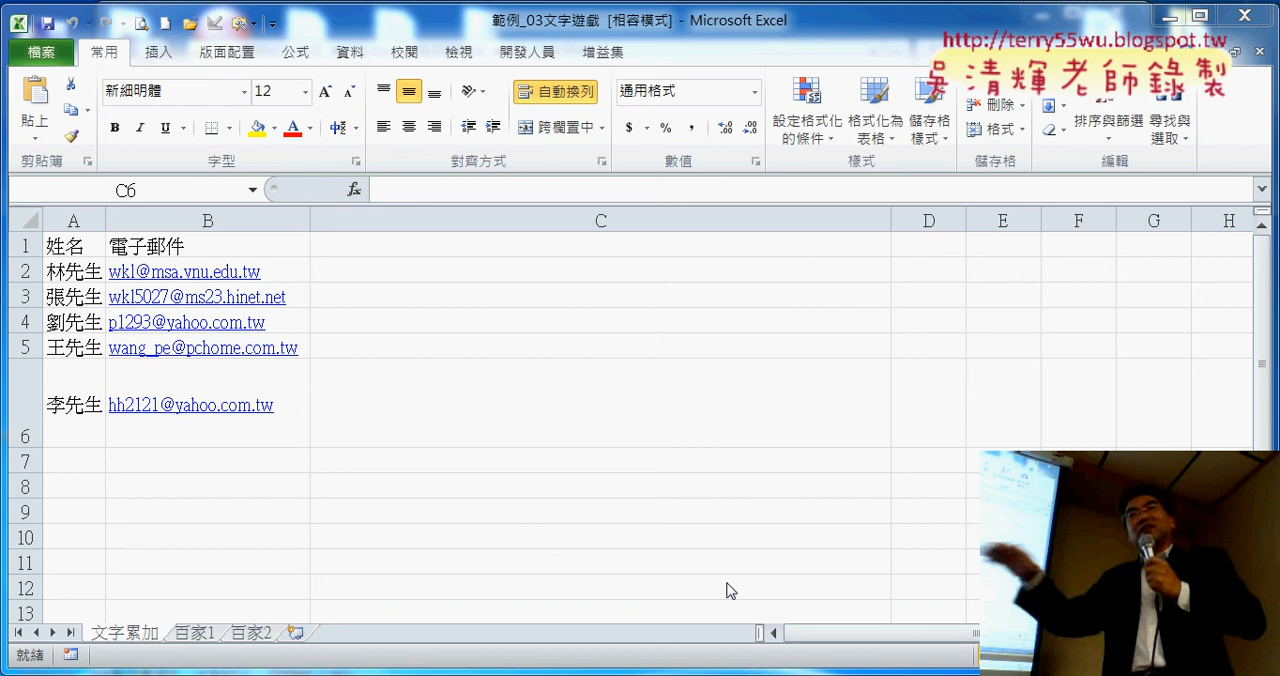 範例_03文字遊戲 [相容模式] - Microsoft Excel
http://terry55wu.blogspot.tw
吳清輝老師錄製
檔案 常用 插入 版面配置 公式 資料 校閱 檢視 開發人員 增益集
新細明體 12 自動換列 通用格式 刪除
貼上 B I U A 中 跨欄置中 $ % , 設定格式化的條件 格式化為表格 儲存格樣式 格式 排序與篩選 尋找與選取
剪貼簿 字型 對齊方式 數值 樣式 儲存格 編輯
C6 fx
A B C D E F G H
1 姓名 電子郵件
2 林先生 wkl@msa.vnu.edu.tw
3 張先生 wkl5027@ms23.hinet.net
4 劉先生 p1293@yahoo.com.tw
5 王先生 wang_pe@pchome.com.tw
6 李先生 hh2121@yahoo.com.tw
7
8
9
10
11
12
13
文字累加 百家1 百家2
就緒